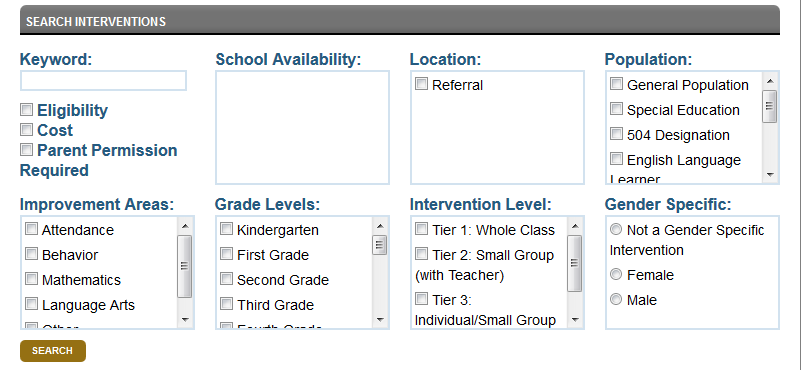 SEARCH INTERVENTIONS
Keyword:
Eligibility
Cost
Parent Permission
Required
School Availability:
Location:
Referral
Population:
General Population
Special Education
504 Designation
English Language
Learner
Improvement Areas:
Attendance
Behavior
Mathematics
Language Arts
Other
Grade Levels:
Kindergarten
First Grade
Second Grade
Third Grade
Fourth Grade
Intervention Level:
Tier 1: Whole Class
Tier 2: Small Group
(with Teacher)
Tier 3:
Individual/Small Group
Gender Specific:
Not a Gender Specific
Intervention
Female
Male
SEARCH